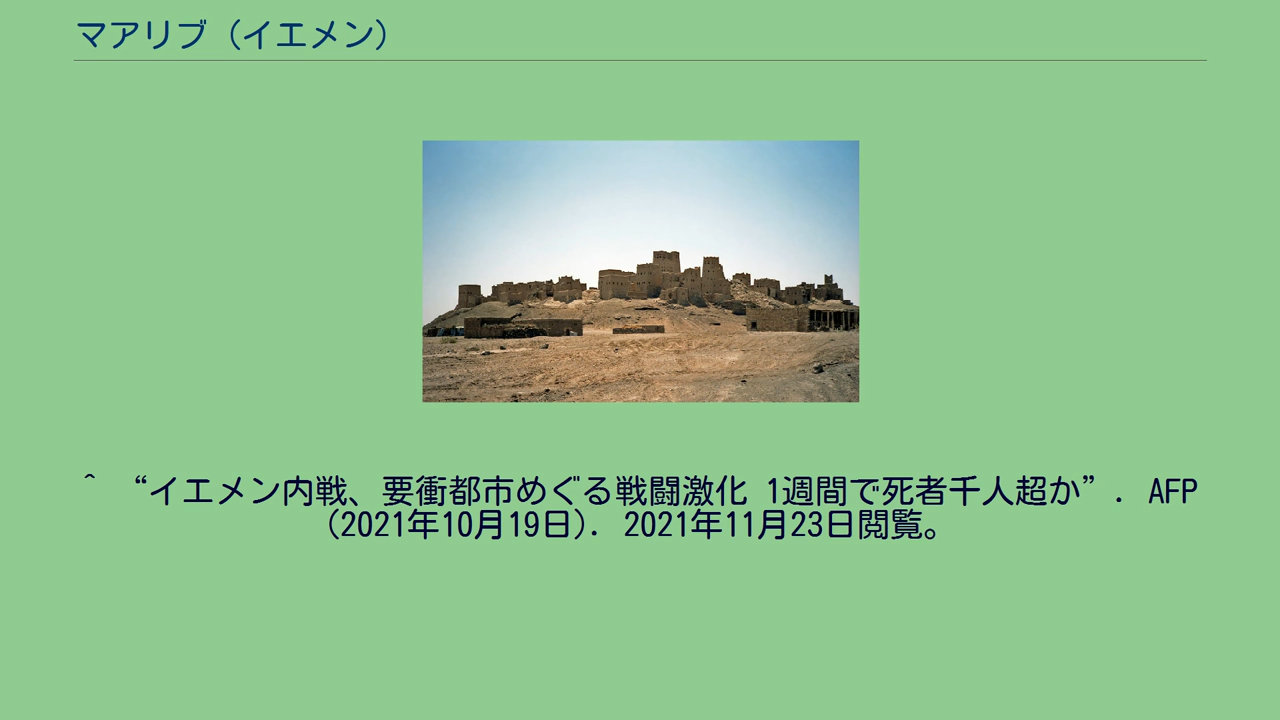 マアリブ（イエメン）
^ “イエメン内戦、要衝都市めぐる戦闘激化 1週間で死者千人超か”. AFP
(2021年10月19日). 2021年11月23日閲覧。